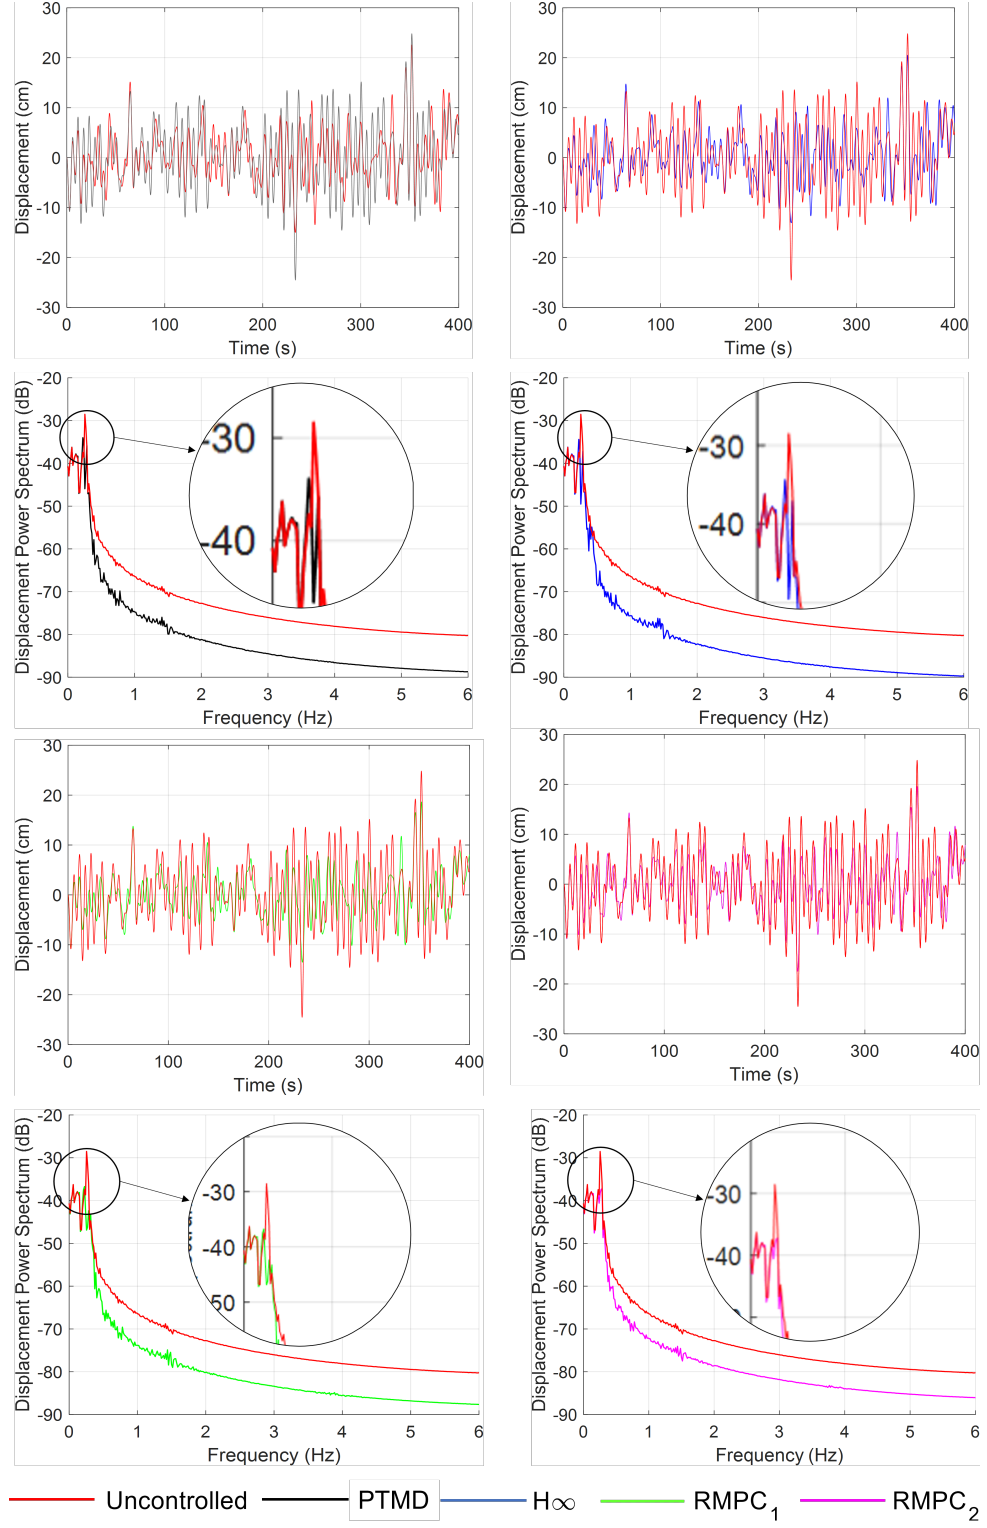 30
20
10
0
-10
-20
-30
0 100 200 300 400
Displacement (cm)
Time (s)
30
20
10
0
-10
-20
-30
0 100 200 300 400
Displacement (cm)
Time (s)
-20
-30
-40
-50
-60
-70
-80
-90
0 1 2 3 4 5 6
Displacement Power Spectrum (dB)
Frequency (Hz)
-30
-40
-20
-30
-40
-50
-60
-70
-80
-90
0 1 2 3 4 5 6
Displacement Power Spectrum (dB)
Frequency (Hz)
-30
-40
30
20
10
0
-10
-20
-30
0 100 200 300 400
Displacement (cm)
Time (s)
30
20
10
0
-10
-20
-30
0 100 200 300 400
Displacement (cm)
Time (s)
-20
-30
-40
-50
-60
-70
-80
-90
0 1 2 3 4 5 6
Displacement Power Spectrum (dB)
Frequency (Hz)
-30
-40
50
-20
-30
-40
-50
-60
-70
-80
-90
0 1 2 3 4 5 6
Displacement Power Spectrum (dB)
Frequency (Hz)
-30
-40
Uncontrolled PTMD H∞ RMPC₁ RMPC₂